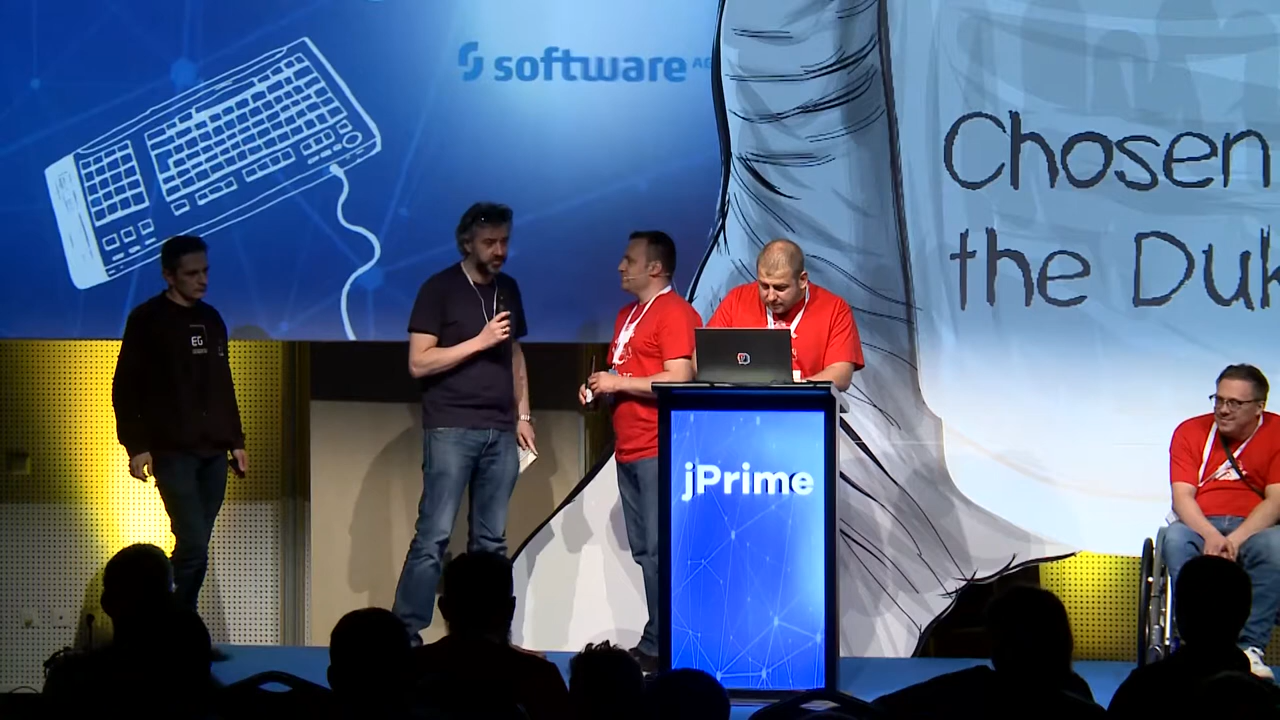 software AG
Chosen
the Duk
EG
jPrime